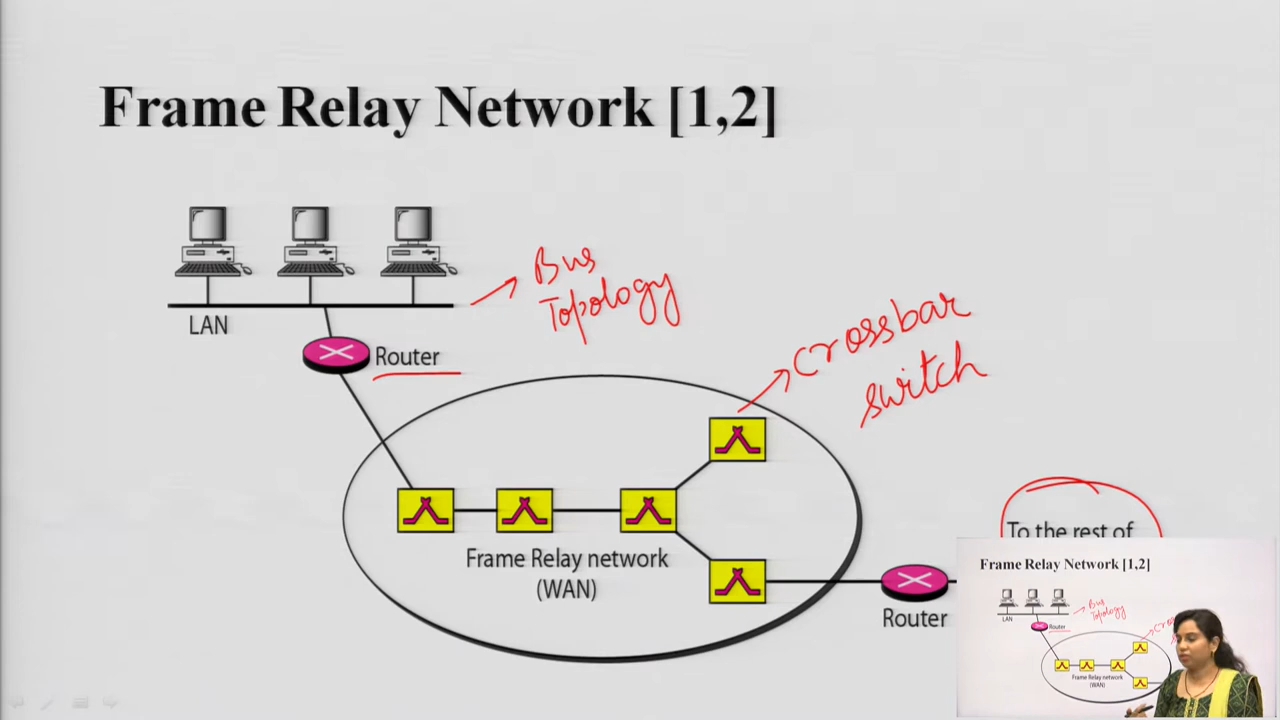 Frame Relay Network [1,2]
Bus
Topology
LAN
Router
Crossbar
switch
To the rest of
Frame Relay network
(WAN)
Router
Frame Relay Network [1,2]
Bus
Topology
LAN
Router
Frame Relay network
(WAN)